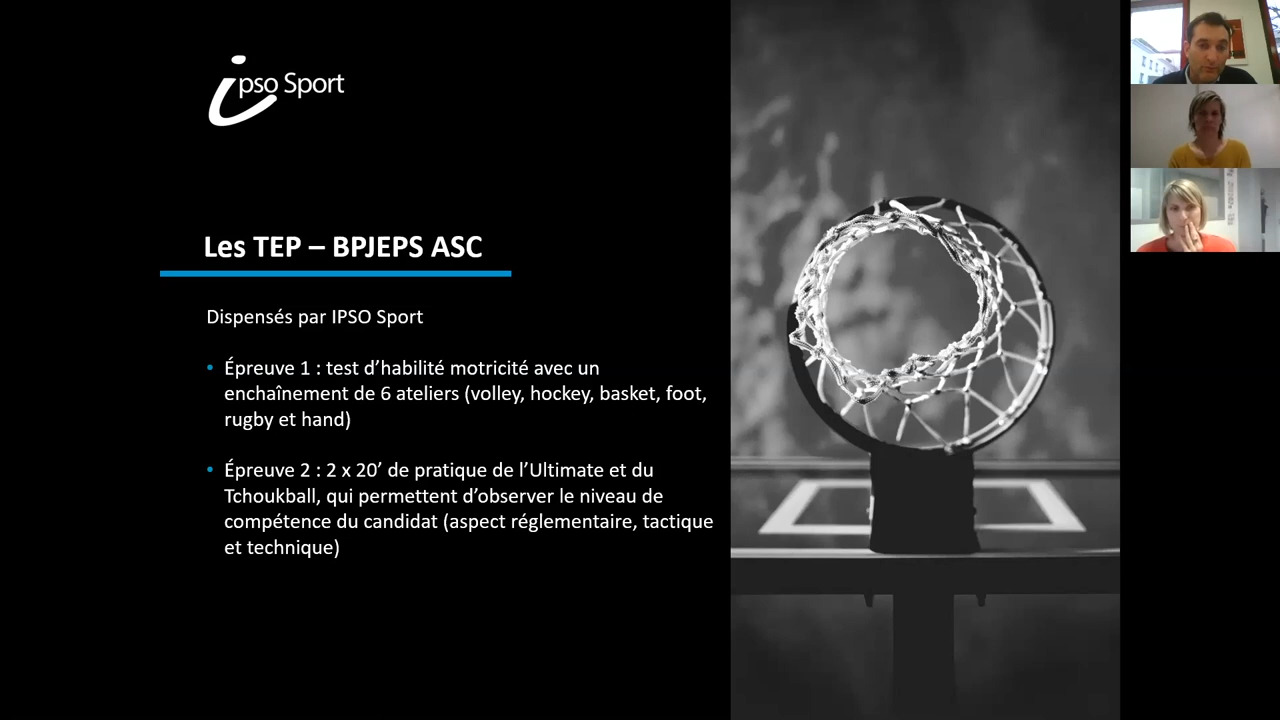 ipso Sport
Les TEP – BPJEPS ASC
Dispensés par IPSO Sport
• Épreuve 1 : test d’habilité motricité avec un
enchaînement de 6 ateliers (volley, hockey, basket, foot,
rugby et hand)
• Épreuve 2 : 2 x 20’ de pratique de l’Ultimate et du
Tchoukball, qui permettent d’observer le niveau de
compétence du candidat (aspect réglementaire, tactique
et technique)